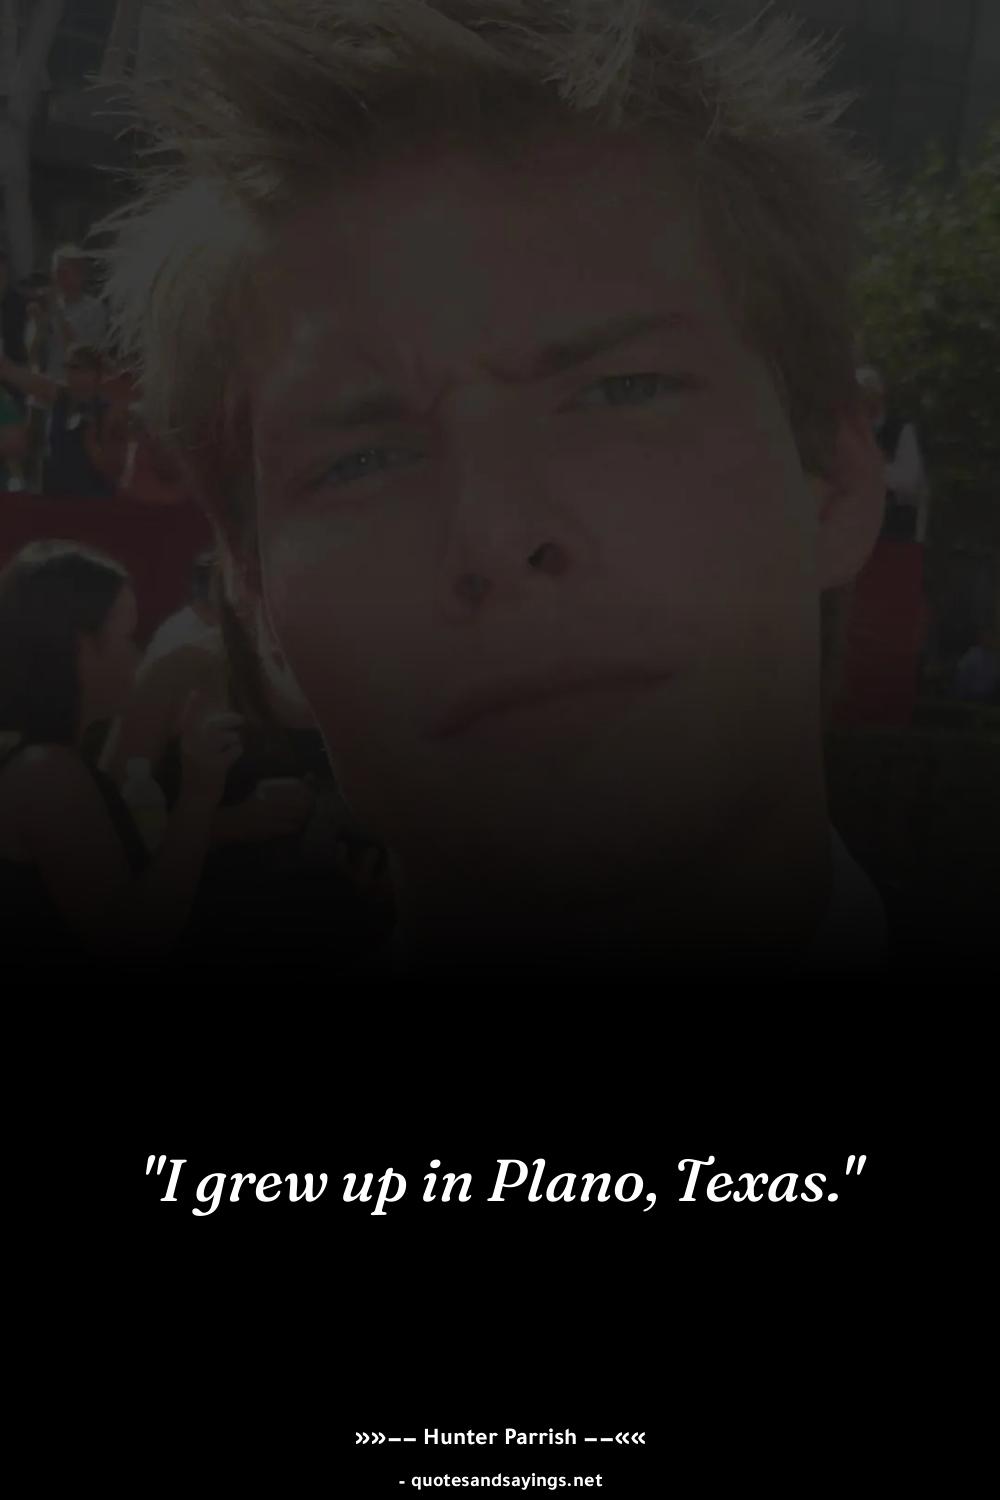 "I grew up in Plano, Texas."
»»–– Hunter Parrish ––««
- quotesandsayings.net